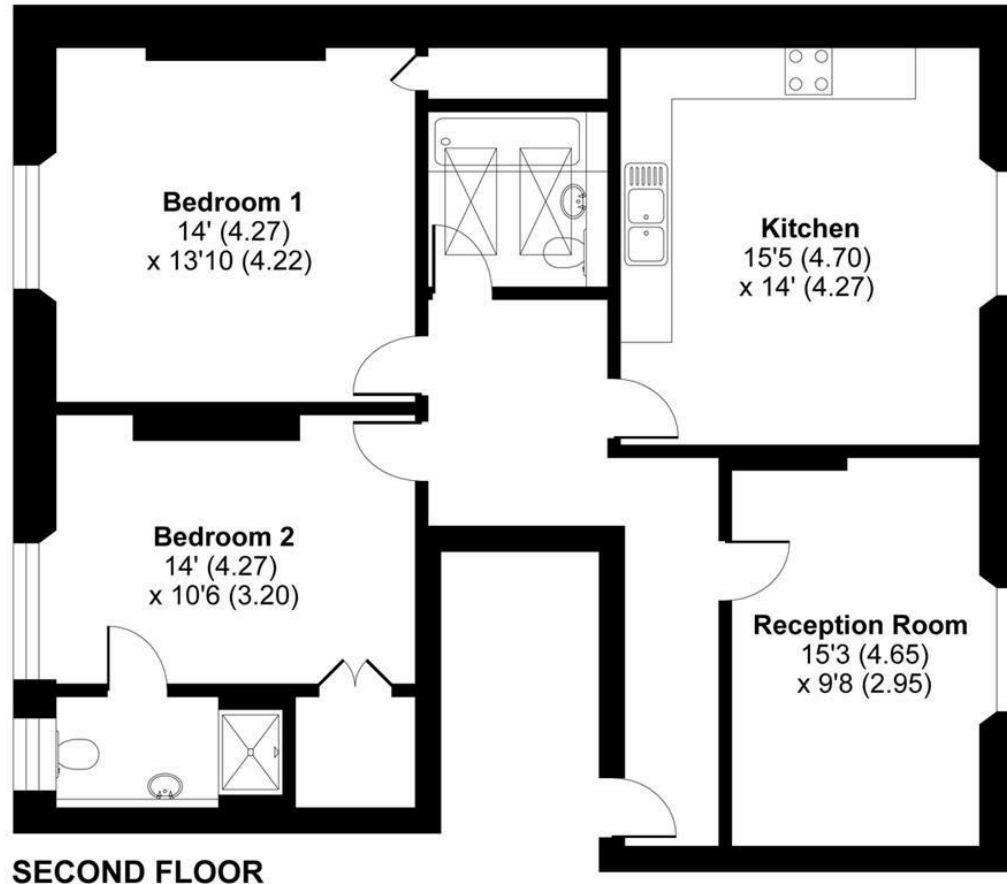 Bedroom 1
14' (4.27)
x 13'10 (4.22)
Kitchen
15'5 (4.70)
x 14' (4.27)
Bedroom 2
14' (4.27)
x 10'6 (3.20)
Reception Room
15'3 (4.65)
x 9'8 (2.95)
SECOND FLOOR